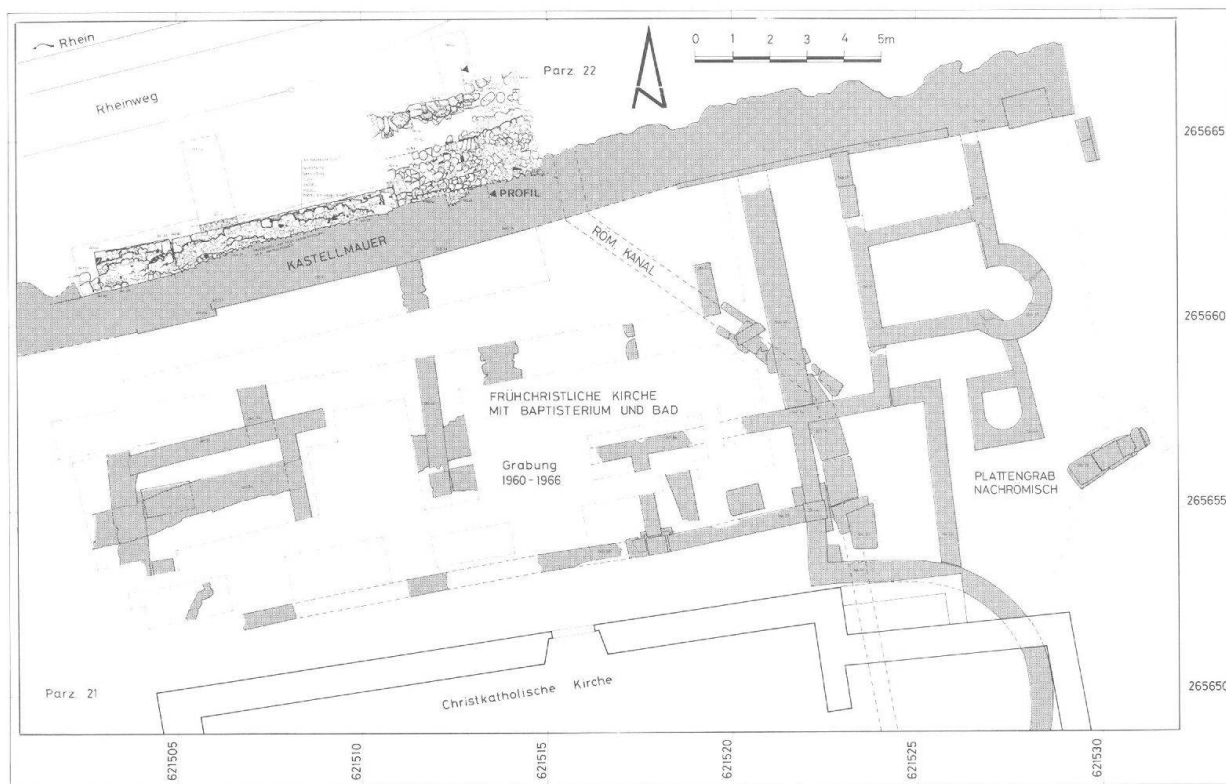 Rhein
Rheinweg
Parz. 22
0 1 2 3 4 5m
265665
PROFIL
KASTELLMAUER
RÖM. KANAL
265660
FRÜHCHRISTLICHE KIRCHE
MIT BAPTISTERIUM UND BAD
Grabung
1960-1966
PLATTENGRAB
NACHRÖMISCH
265655
Parz. 21
Christkatholische Kirche
265650
621505
621510
621515
621520
621525
621530